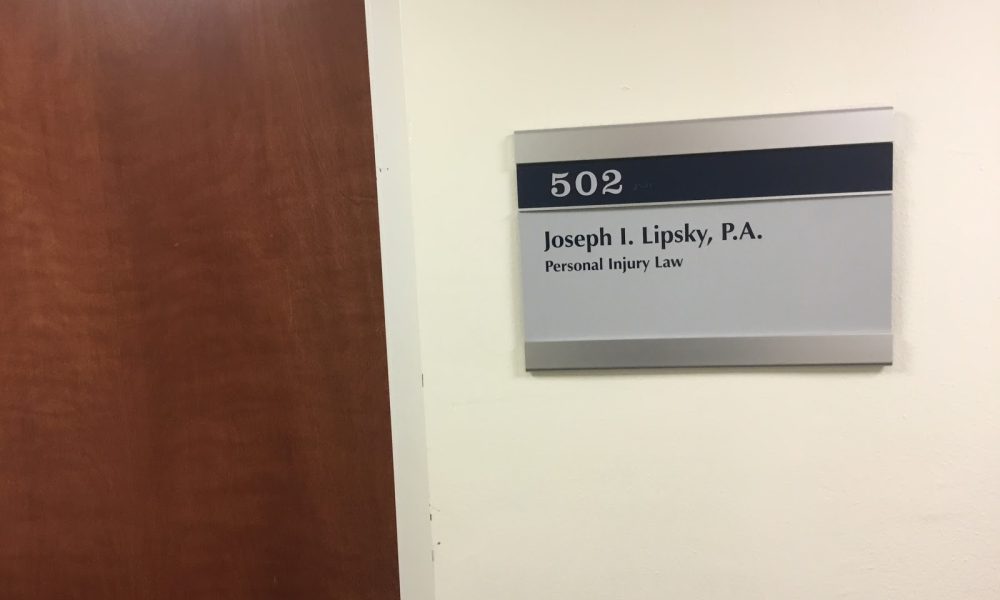 502
Joseph I. Lipsky, P.A.
Personal Injury Law